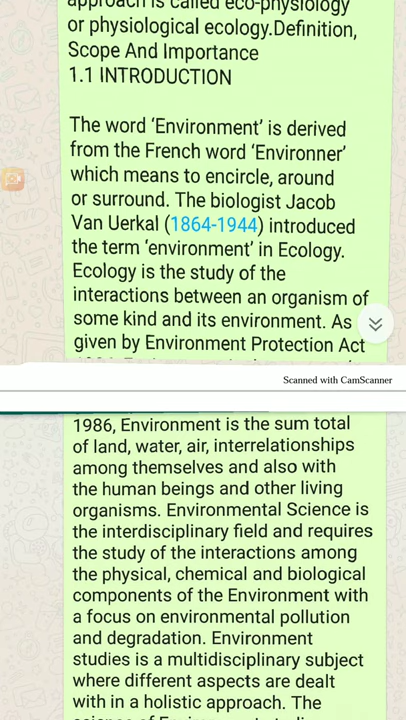 approach is called eco-physiology
or physiological ecology.Definition,
Scope And Importance
1.1 INTRODUCTION
The word ‘Environment’ is derived
from the French word ‘Environner’
which means to encircle, around
or surround. The biologist Jacob
Van Uerkal (1864-1944) introduced
the term ‘environment’ in Ecology.
Ecology is the study of the
interactions between an organism of
some kind and its environment. As
given by Environment Protection Act
Scanned with CamScanner
1986, Environment is the sum total
of land, water, air, interrelationships
among themselves and also with
the human beings and other living
organisms. Environmental Science is
the interdisciplinary field and requires
the study of the interactions among
the physical, chemical and biological
components of the Environment with
a focus on environmental pollution
and degradation. Environment
studies is a multidisciplinary subject
where different aspects are dealt
with in a holistic approach. The